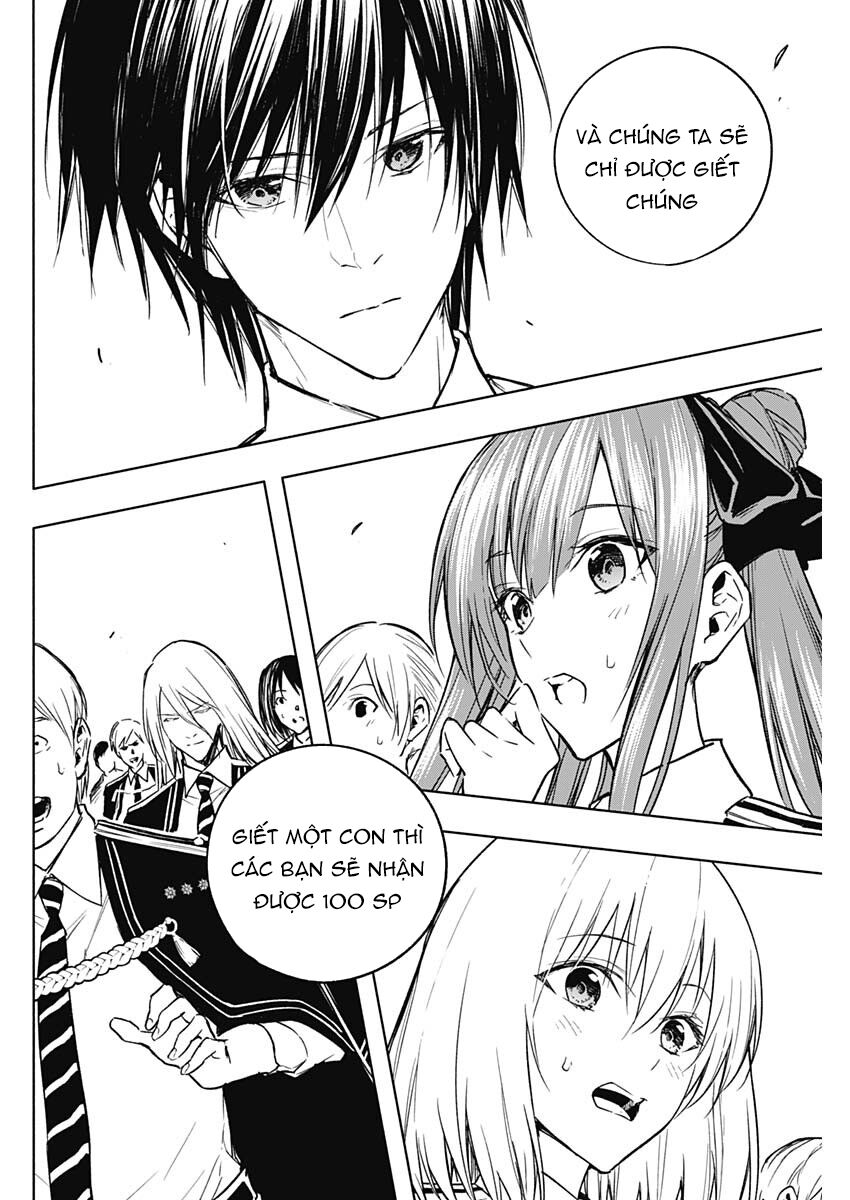 VÀ CHÚNG TA SẼ
CHỈ ĐƯỢC GIẾT
CHÚNG
GIẾT MỘT CON THÌ
CÁC BẠN SẼ NHẬN
ĐƯỢC 100 SP